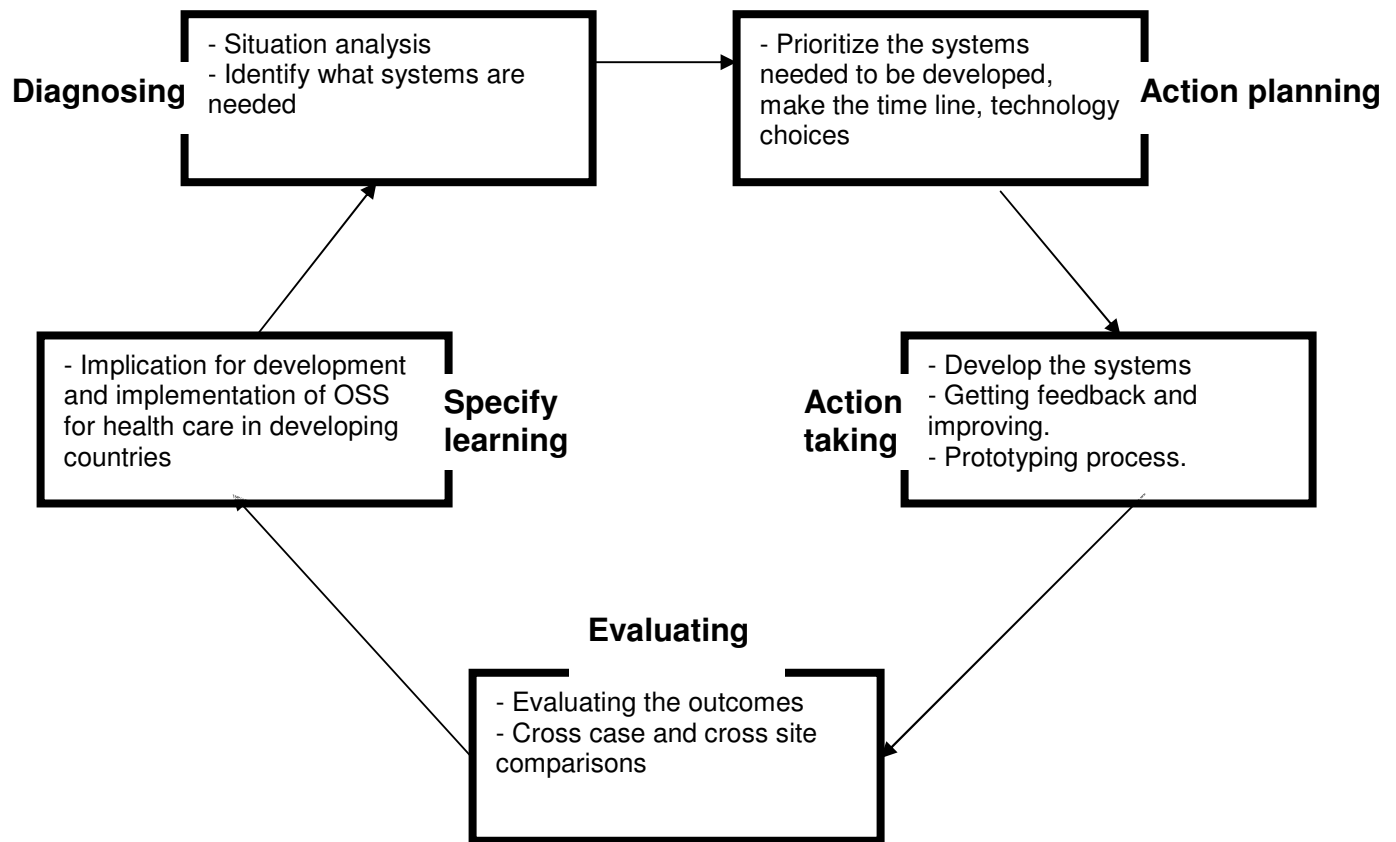 Diagnosing
- Situation analysis
- Identify what systems are
needed
- Prioritize the systems
needed to be developed,
make the time line, technology
choices
Action planning
- Implication for development
and implementation of OSS
for health care in developing
countries
Specify
learning
Action
taking
- Develop the systems
- Getting feedback and
improving.
- Prototyping process.
Evaluating
- Evaluating the outcomes
- Cross case and cross site
comparisons